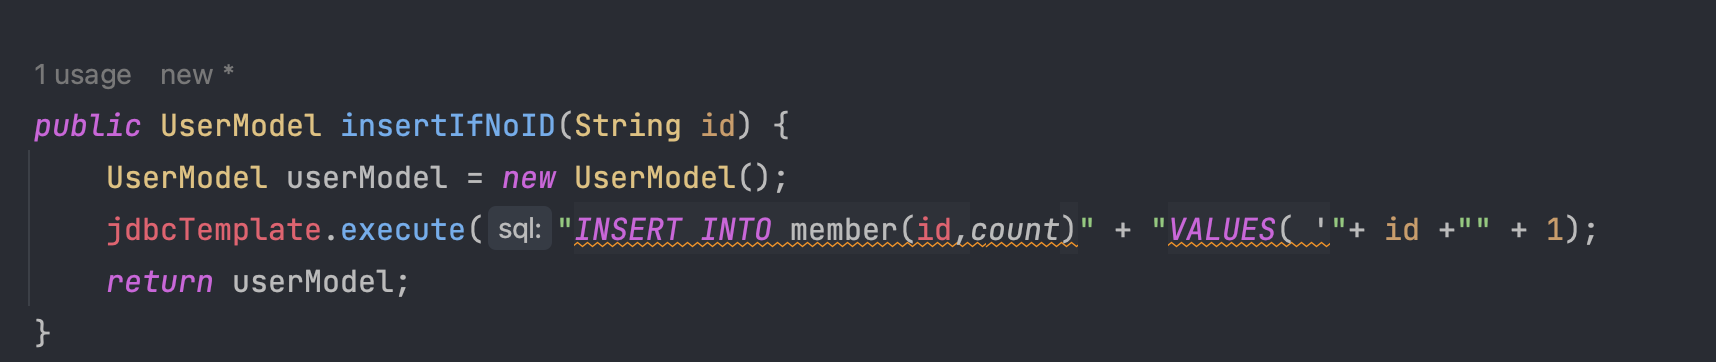 1 usage   new *
public UserModel insertIfNoID(String id) {
    UserModel userModel = new UserModel();
    jdbcTemplate.execute( sql: "INSERT INTO member(id,count)" + "VALUES( '"+ id +"" + 1);
    return userModel;
}